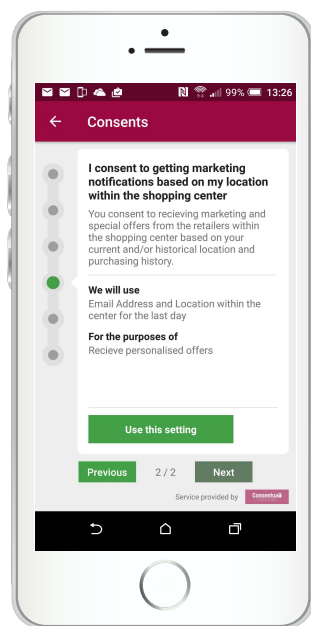 99% 13:26
Consents
I consent to getting marketing
notifications based on my location
within the shopping center
You consent to recieving marketing and
special offers from the retailers within
the shopping center based on your
current and/or historical location and
purchasing history.
We will use
Email Address and Location within the
center for the last day
For the purposes of
Recieve personalised offers
Use this setting
Previous 2 / 2 Next
Service provided by Consentua